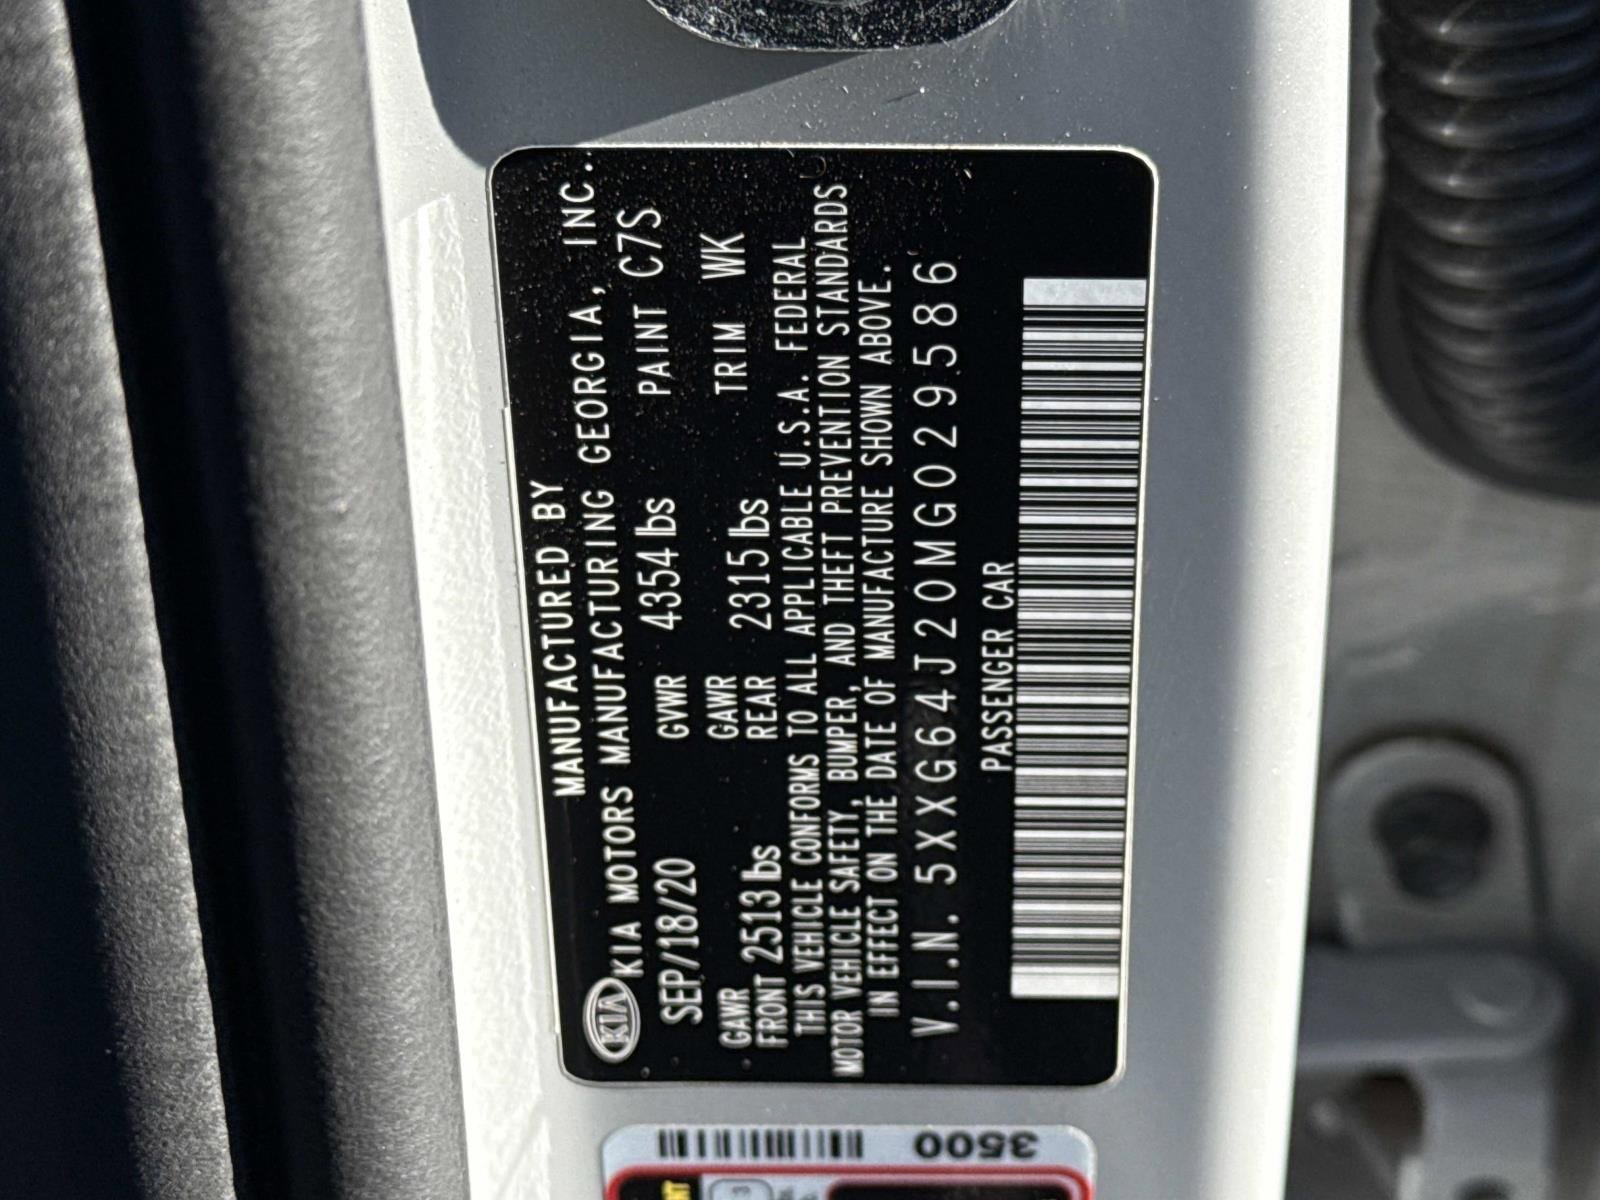 MANUFACTURED BY
KIA KIA MOTORS MANUFACTURING GEORGIA, INC.
SEP/18/20 GVWR 4354 lbs PAINT C7S
GAWR FRONT 2513 lbs GAWR REAR 2315 lbs TRIM WK
THIS VEHICLE CONFORMS TO ALL APPLICABLE U.S.A. FEDERAL
MOTOR VEHICLE SAFETY, BUMPER, AND THEFT PREVENTION STANDARDS
IN EFFECT ON THE DATE OF MANUFACTURE SHOWN ABOVE.
V.I.N. 5XXG64J20MG029586
PASSENGER CAR
3500